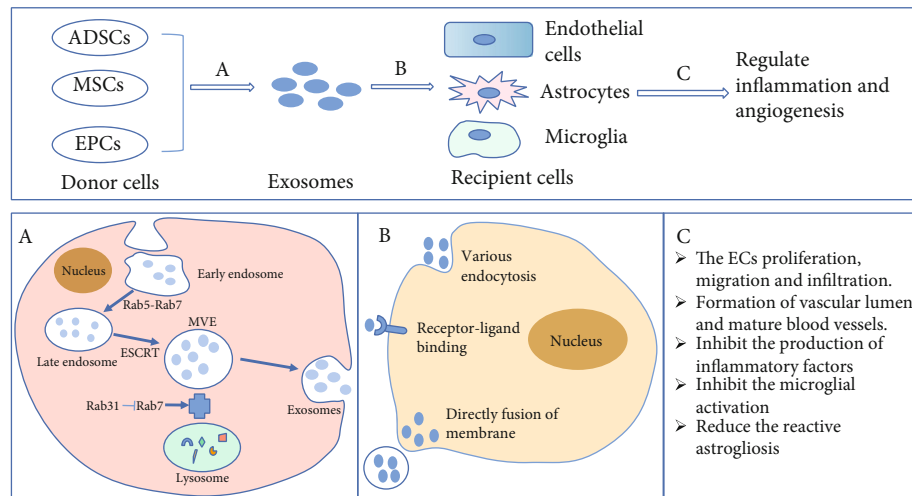 ADSCs
MSCs
EPCs
Donor cells
A
Exosomes
B
Endothelial
cells
Astrocytes
Microglia
Recipient cells
C
Regulate
inflammation and
angiogenesis
A
Nucleus
Early endosome
Rab5-Rab7
Late endosome
ESCRT
MVE
Exosomes
Rab31
Rab7
Lysosome
B
Various
endocytosis
Receptor-ligand
binding
Nucleus
Directly fusion of
membrane
C
➢ The ECs proliferation,
migration and infiltration.
➢ Formation of vascular lumen
and mature blood vessels.
➢ Inhibit the production of
inflammatory factors
➢ Inhibit the microglial
activation
➢ Reduce the reactive
astrogliosis